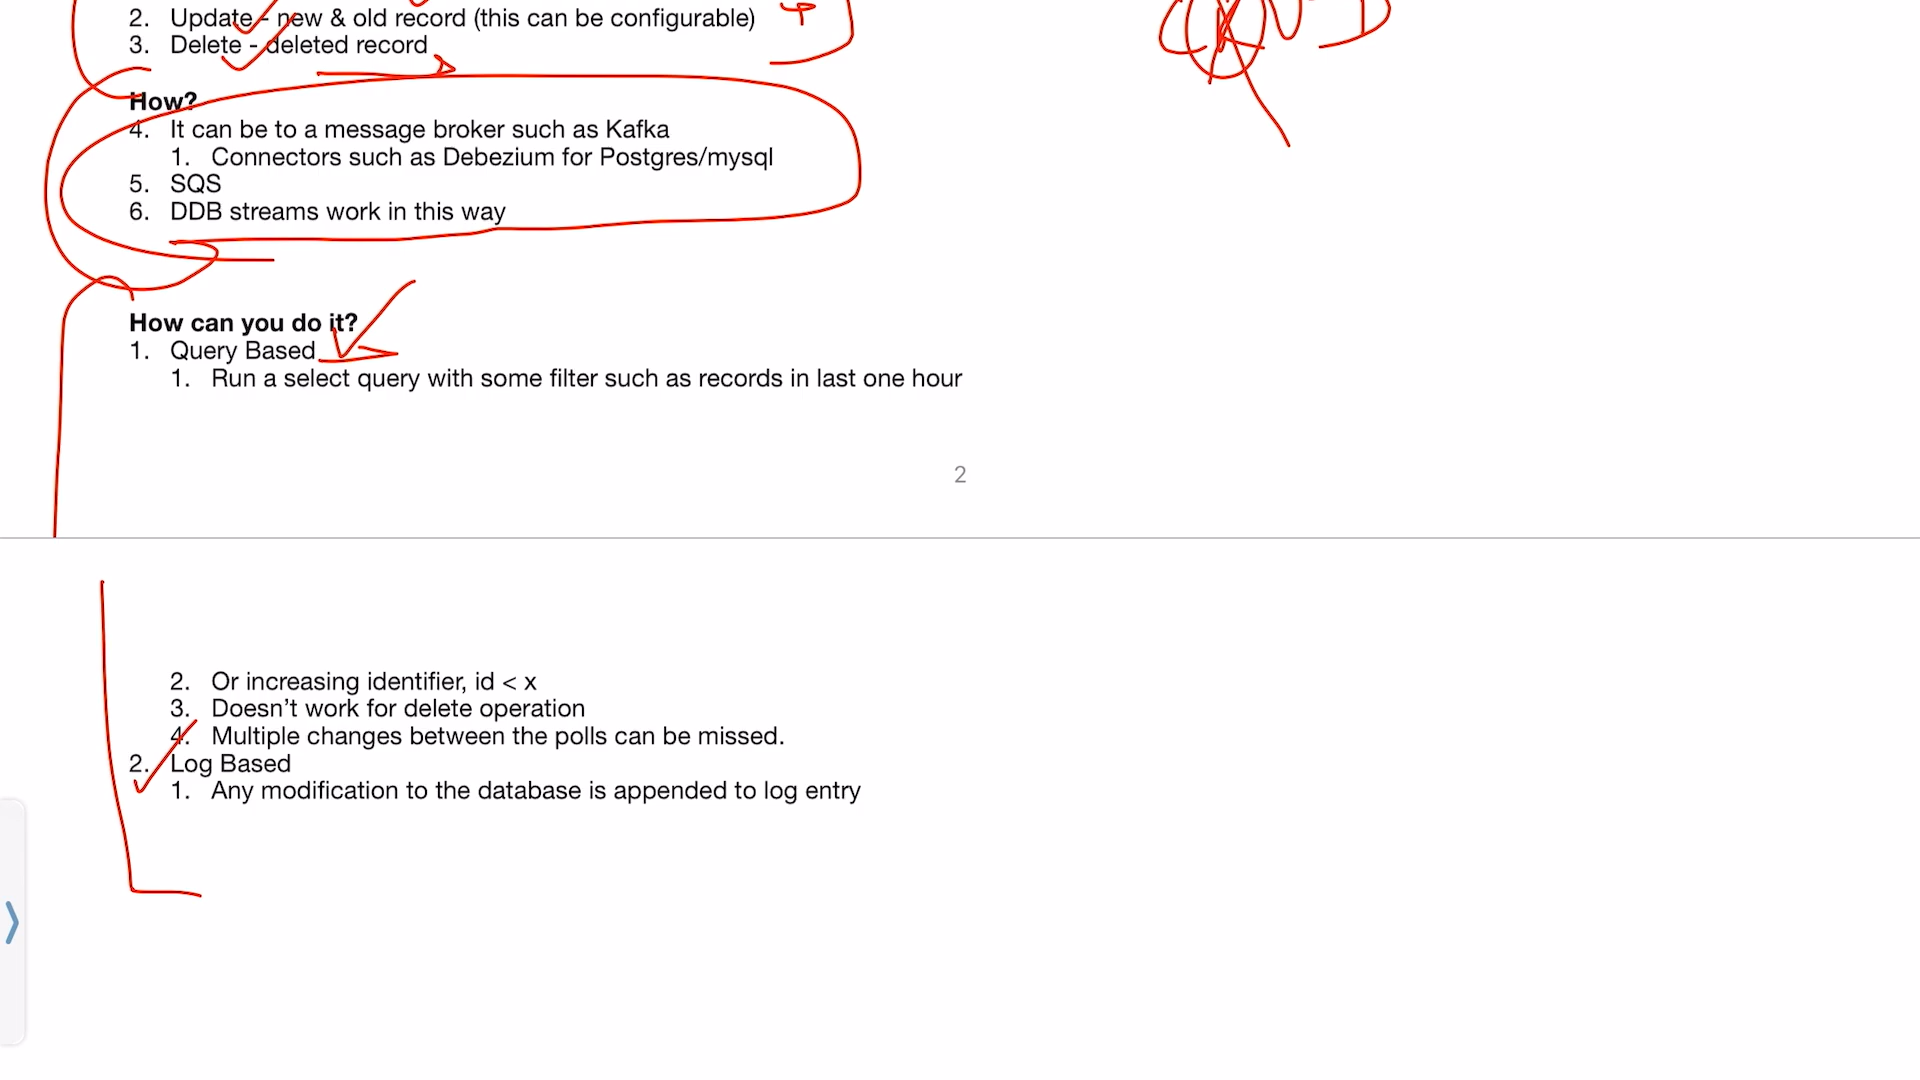 2. Update - new & old record (this can be configurable)
3. Delete - deleted record
How?
4. It can be to a message broker such as Kafka
1. Connectors such as Debezium for Postgres/mysql
5. SQS
6. DDB streams work in this way
How can you do it?
1. Query Based
1. Run a select query with some filter such as records in last one hour
2
2. Or increasing identifier, id < x
3. Doesn’t work for delete operation
4. Multiple changes between the polls can be missed.
2. Log Based
1. Any modification to the database is appended to log entry